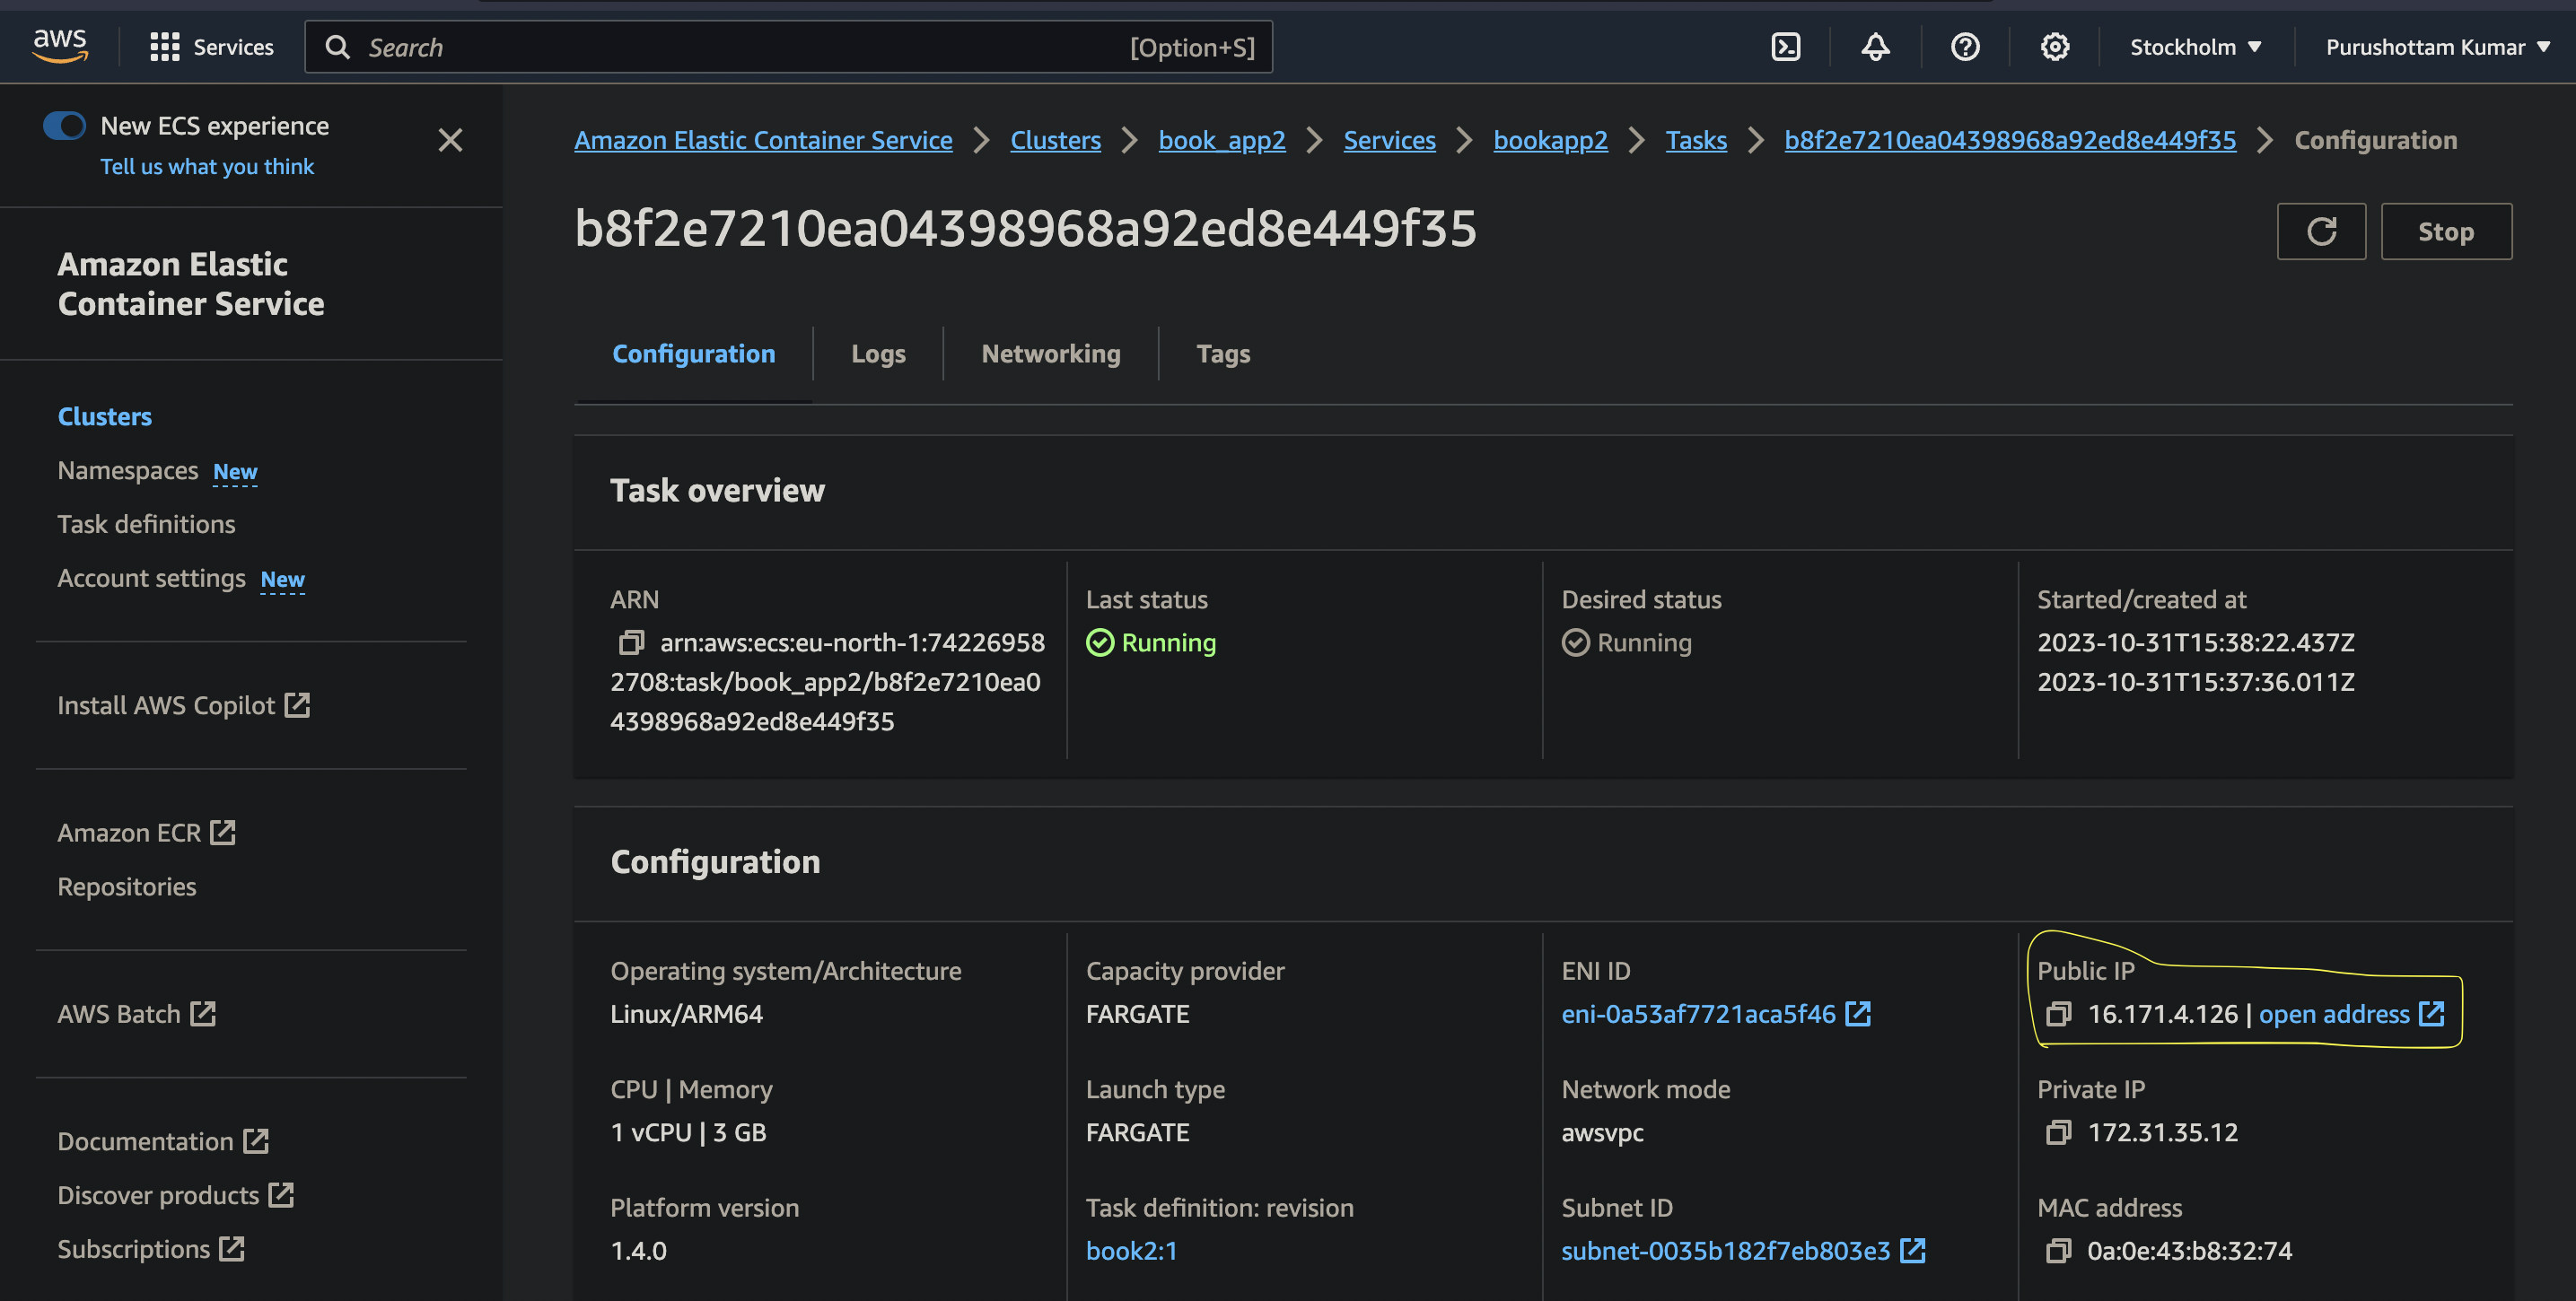 aws
Services
Search
[Option+S]
Stockholm
Purushottam Kumar
New ECS experience
Tell us what you think
Amazon Elastic
Container Service
Clusters
Namespaces New
Task definitions
Account settings New
Install AWS Copilot
Amazon ECR
Repositories
AWS Batch
Documentation
Discover products
Subscriptions
Amazon Elastic Container Service > Clusters > book_app2 > Services > bookapp2 > Tasks > b8f2e7210ea04398968a92ed8e449f35 > Configuration
b8f2e7210ea04398968a92ed8e449f35
Stop
Configuration
Logs
Networking
Tags
Task overview
ARN
arn:aws:ecs:eu-north-1:74226958
2708:task/book_app2/b8f2e7210ea0
4398968a92ed8e449f35
Last status
Running
Desired status
Running
Started/created at
2023-10-31T15:38:22.437Z
2023-10-31T15:37:36.011Z
Configuration
Operating system/Architecture
Linux/ARM64
CPU | Memory
1 vCPU | 3 GB
Platform version
1.4.0
Capacity provider
FARGATE
Launch type
FARGATE
Task definition: revision
book2:1
ENI ID
eni-0a53af7721aca5f46
Network mode
awsvpc
Subnet ID
subnet-0035b182f7eb803e3
Public IP
16.171.4.126 | open address
Private IP
172.31.35.12
MAC address
0a:0e:43:b8:32:74